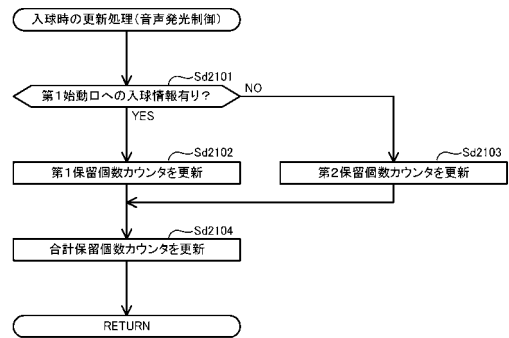 入球時の更新処理(音声発光制御)
Sd2101
第1始動口への入球情報有り?
NO
YES
Sd2102
第1保留個数カウンタを更新
Sd2103
第2保留個数カウンタを更新
Sd2104
合計保留個数カウンタを更新
RETURN